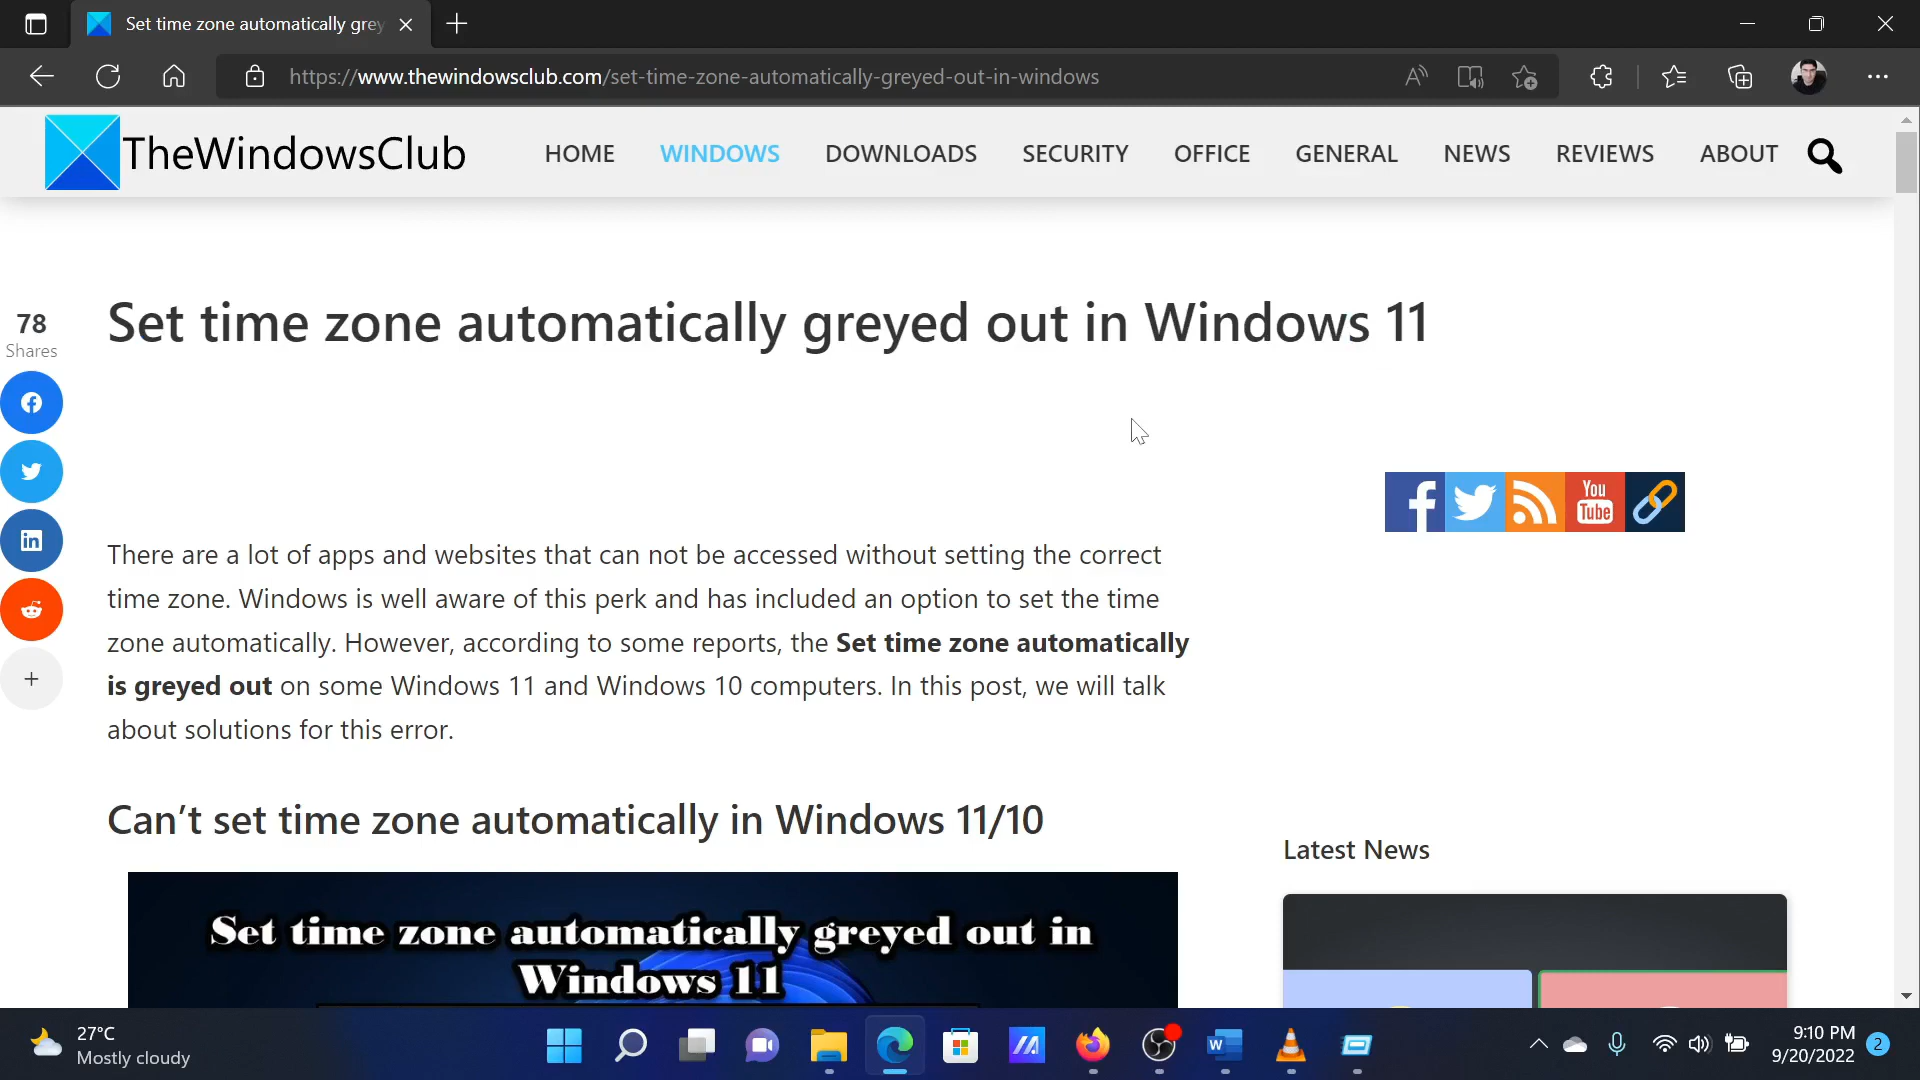 Set time zone automatically grey
https://www.thewindowsclub.com/set-time-zone-automatically-greyed-out-in-windows
TheWindowsClub
HOME WINDOWS DOWNLOADS SECURITY OFFICE GENERAL NEWS REVIEWS ABOUT
Set time zone automatically greyed out in Windows 11
78
Shares
You
Tube
There are a lot of apps and websites that can not be accessed without setting the correct
time zone. Windows is well aware of this perk and has included an option to set the time
zone automatically. However, according to some reports, the Set time zone automatically
is greyed out on some Windows 11 and Windows 10 computers. In this post, we will talk
about solutions for this error.
Can’t set time zone automatically in Windows 11/10
Latest News
Set time zone automatically greyed out in
Windows 11
27°C
Mostly cloudy
9:10 PM
9/20/2022
2